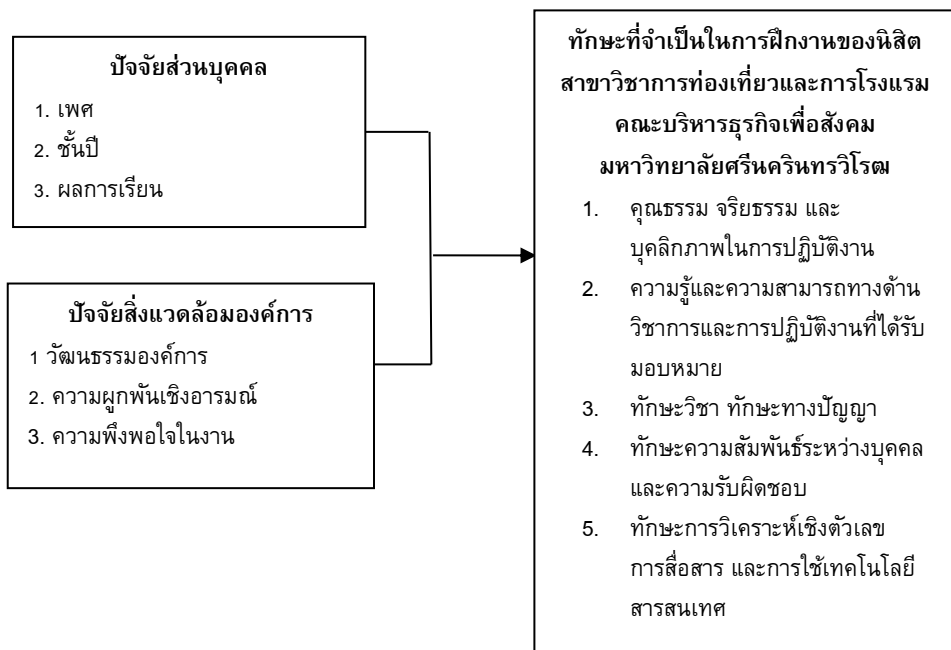 ปัจจัยส่วนบุคคล
1. เพศ
2. ชั้นปี
3. ผลการเรียน
ปัจจัยสิ่งแวดล้อมองค์การ
1 วัฒนธรรมองค์การ
2. ความผูกพันเชิงอารมณ์
3. ความพึงพอใจในงาน
ทักษะที่จำเป็นในการฝึกงานของนิสิต
สาขาวิชาการท่องเที่ยวและการโรงแรม
คณะบริหารธุรกิจเพื่อสังคม
มหาวิทยาลัยศรีนครินทรวิโรฒ
1. คุณธรรม จริยธรรม และ
บุคลิกภาพในการปฏิบัติงาน
2. ความรู้และความสามารถทางด้าน
วิชาการและการปฏิบัติงานที่ได้รับ
มอบหมาย
3. ทักษะวิชา ทักษะทางปัญญา
4. ทักษะความสัมพันธ์ระหว่างบุคคล
และความรับผิดชอบ
5. ทักษะการวิเคราะห์เชิงตัวเลข
การสื่อสาร และการใช้เทคโนโลยี
สารสนเทศ